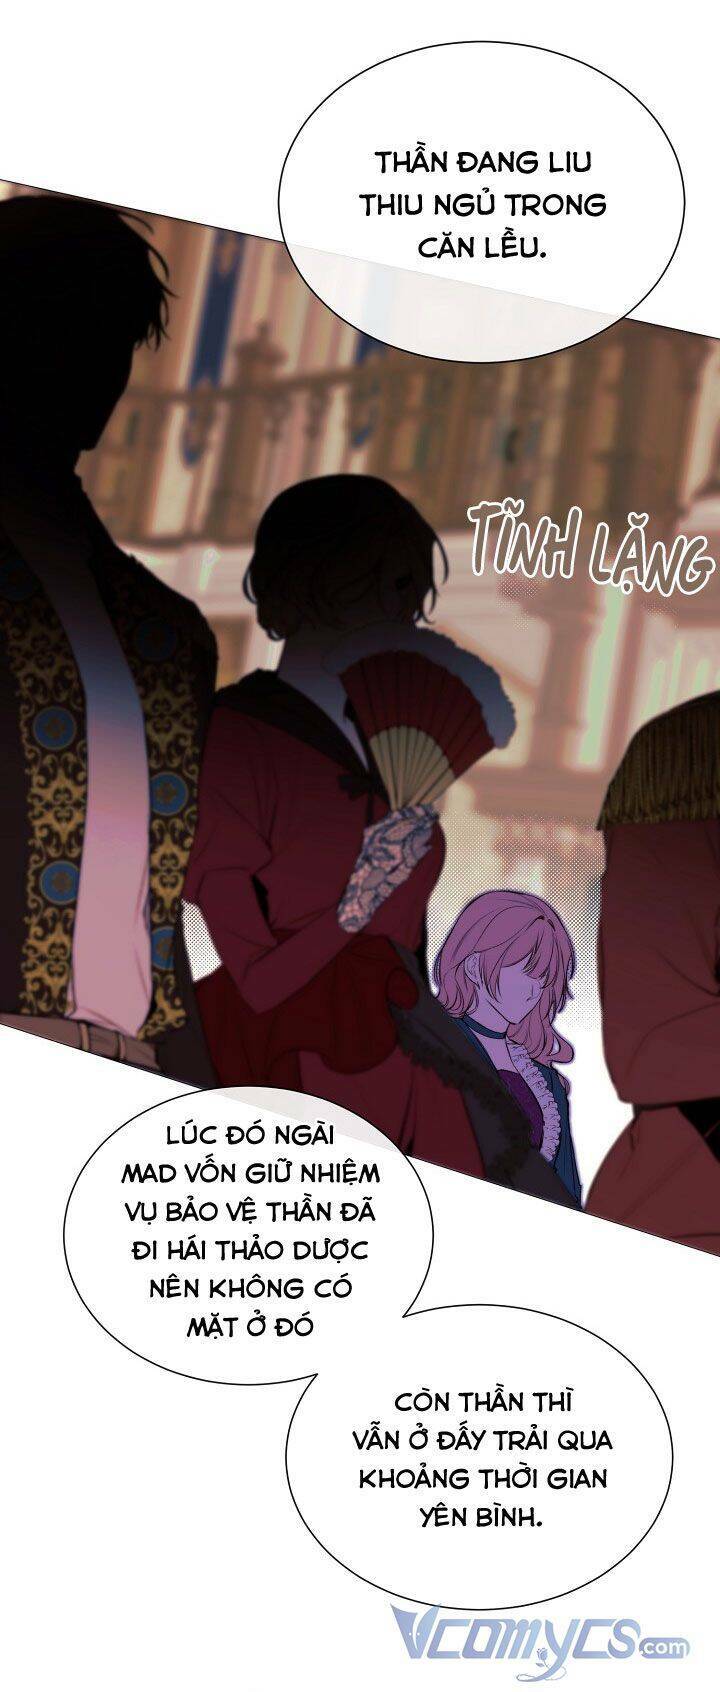 THẦN ĐANG LIU
THIU NGỦ TRONG
CĂN LỀU.
TĨNH LẶNG
LÚC ĐÓ NGÀI
MAD VỐN GIỮ NHIỆM
VỤ BẢO VỆ THẦN ĐÃ
ĐI HÁI THẢO DƯỢC
NÊN KHÔNG CÓ
MẶT Ở ĐÓ
CÒN THẦN THÌ
VẪN Ở ĐẤY TRẢI QUA
KHOẢNG THỜI GIAN
YÊN BÌNH.
VCOMYCS.com